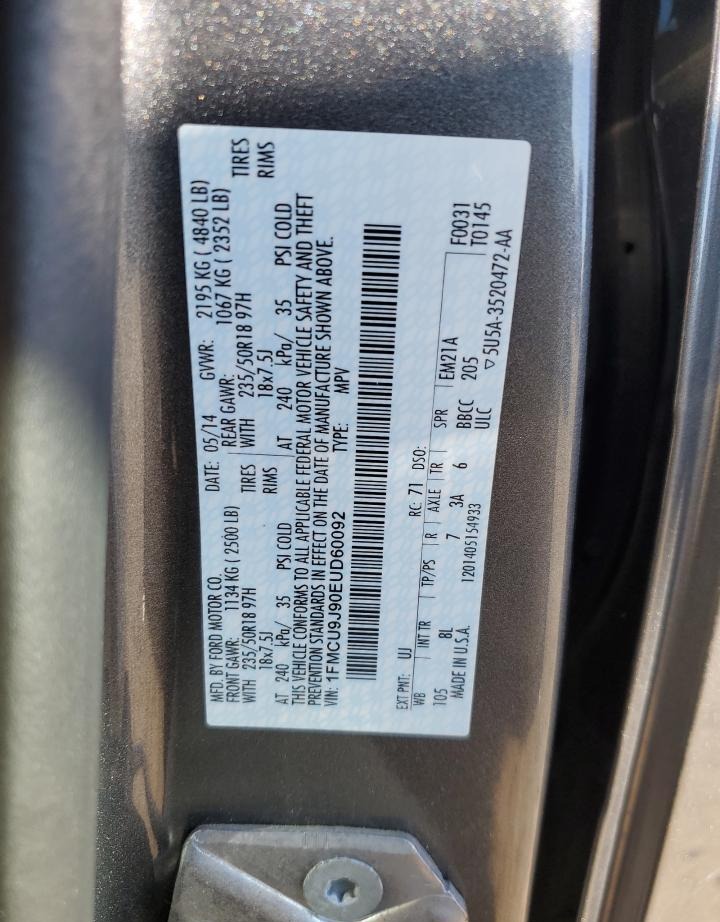 MFD. BY FORD MOTOR CO. DATE: 05/14 GVWR: 2195 KG ( 4840 LB)
FRONT GAWR: 1134 KG ( 2500 LB) REAR GAWR: 1067 KG ( 2352 LB)
WITH 235/50R18 97H TIRES WITH 235/50R18 97H TIRES
18x7.5J RIMS 18x7.5J RIMS
AT 240 kPa/ 35 PSI COLD AT 240 kPa/ 35 PSI COLD
THIS VEHICLE CONFORMS TO ALL APPLICABLE FEDERAL MOTOR VEHICLE SAFETY AND THEFT
PREVENTION STANDARDS IN EFFECT ON THE DATE OF MANUFACTURE SHOWN ABOVE.
VIN: 1FMCU9J90EUD60092 TYPE: MPV
EXT PNT: UJ RC: 71 DSO: F0031
WB INT TR TP/PS R AXLE TR SPR EM21A T0145
105 8L 7 3A 6 BBCC 205
MADE IN U.S.A. 1201405154933 ULC ▽5U5A-3520472-AA